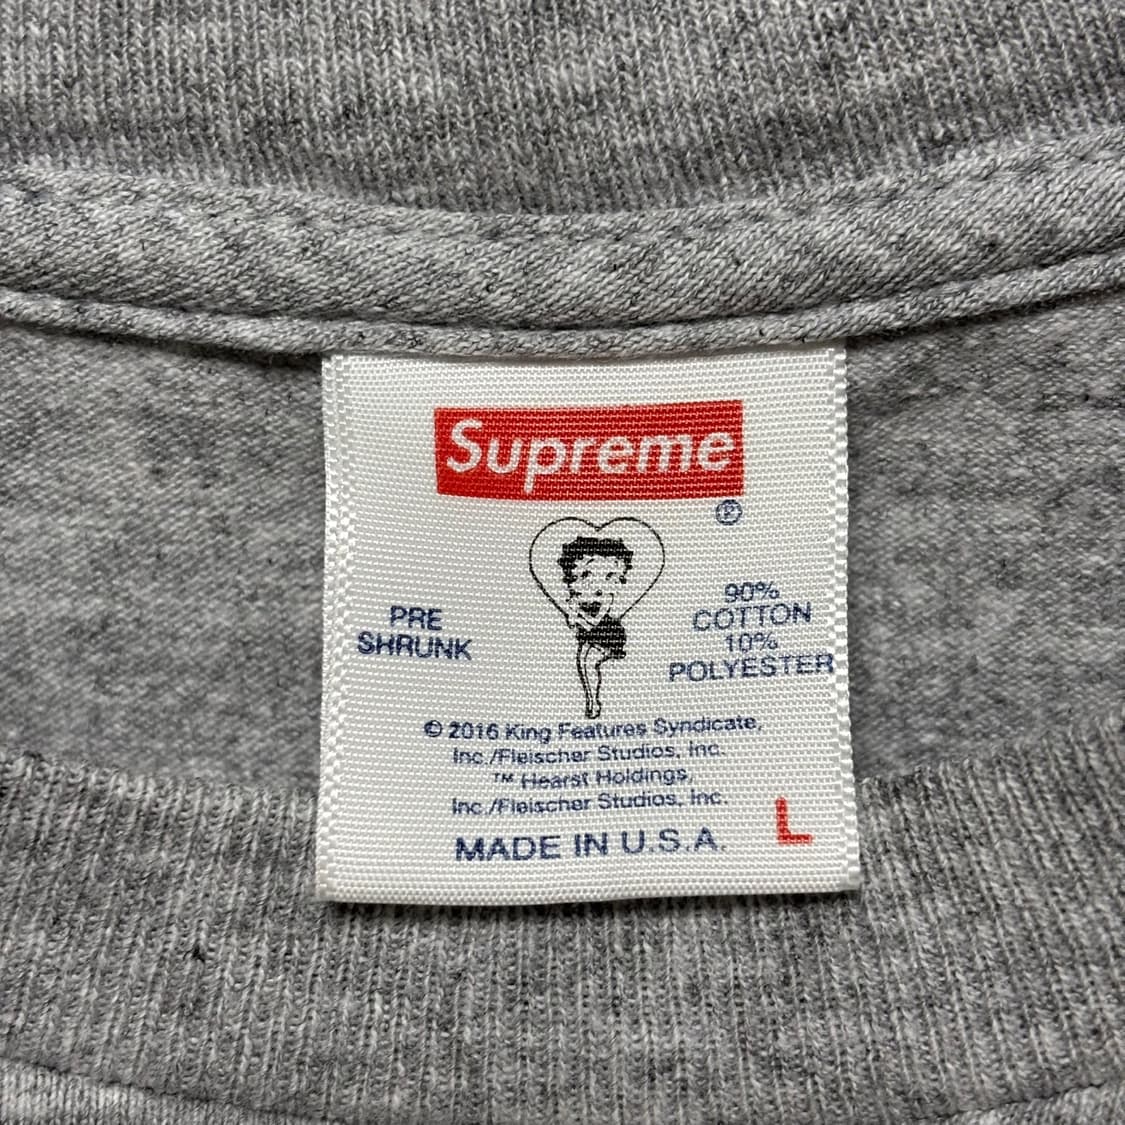 Supreme
®
PRE
SHRUNK
90%
COTTON
10%
POLYESTER
© 2016 King Features Syndicate,
Inc./Fleischer Studios, Inc.
™ Hearst Holdings,
Inc./Fleischer Studios, Inc.
MADE IN U.S.A.
L